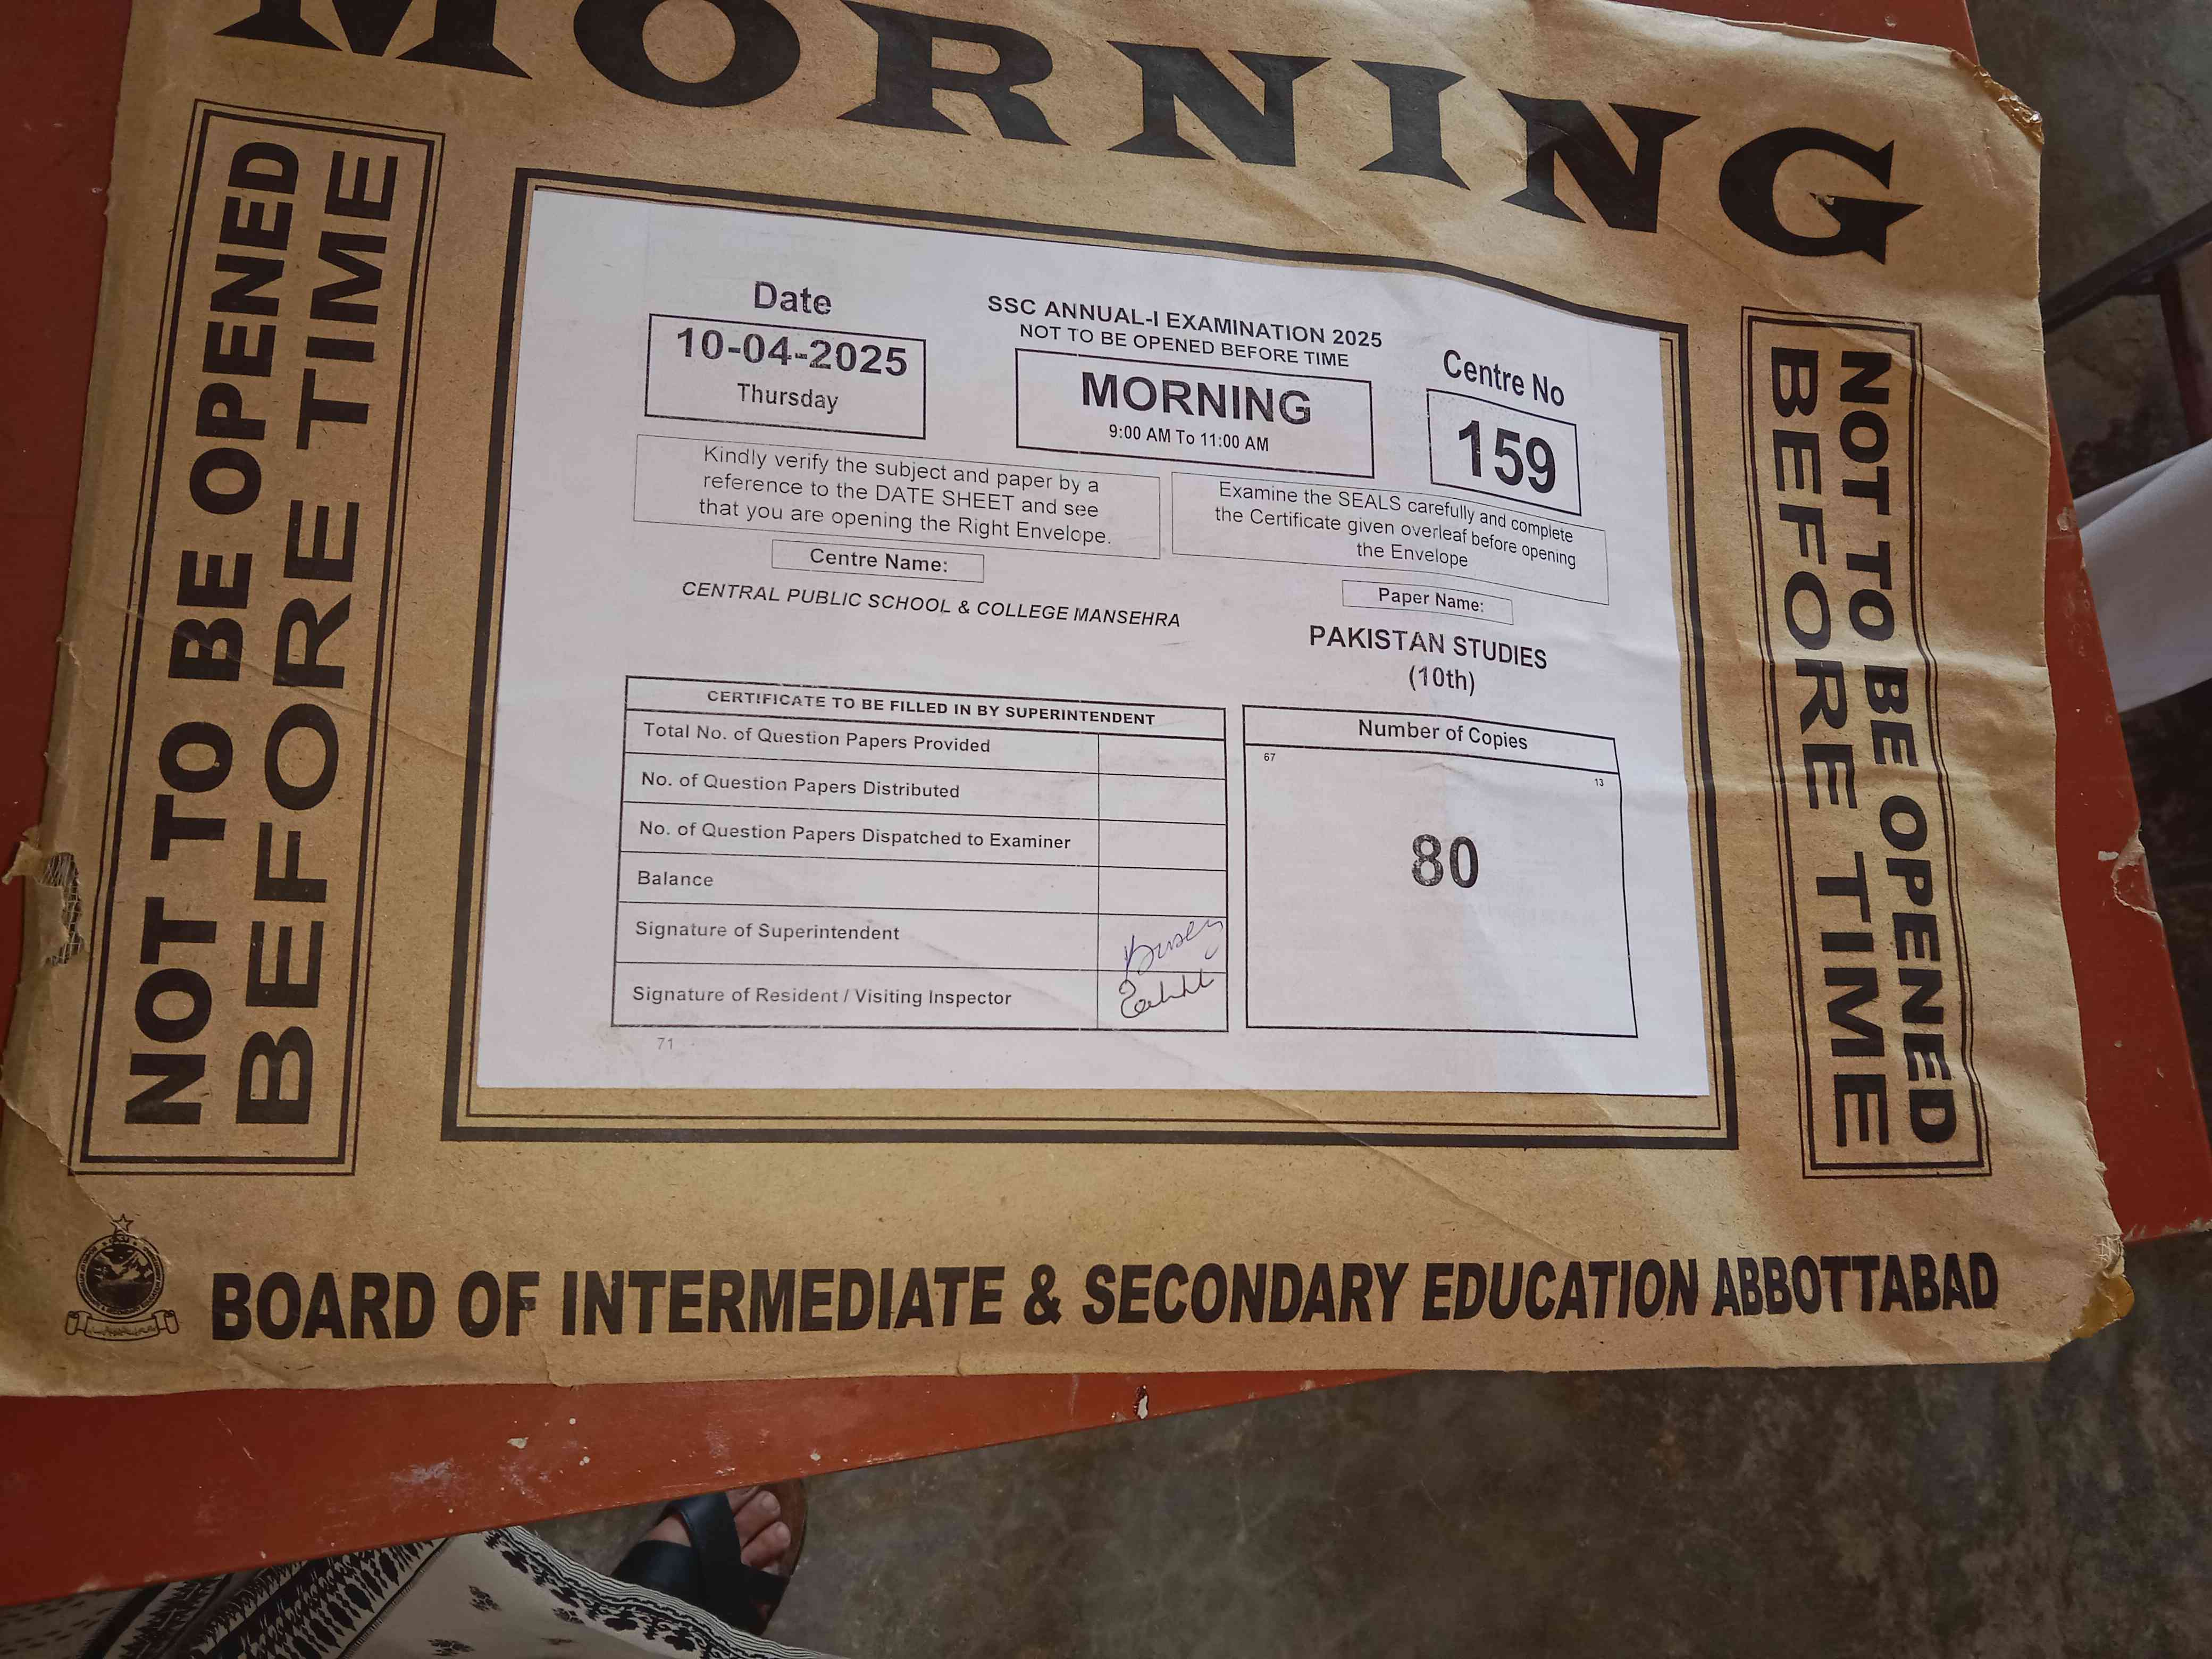 MORNING
NOT TO BE OPENED
BEFORE TIME
Date
10-04-2025
Thursday
SSC ANNUAL-I EXAMINATION 2025
NOT TO BE OPENED BEFORE TIME
MORNING
9:00 AM To 11:00 AM
Centre No
159
Kindly verify the subject and paper by a
reference to the DATE SHEET and see
that you are opening the Right Envelope.
Examine the SEALS carefully and complete
the Certificate given overleaf before opening
the Envelope
Centre Name:
CENTRAL PUBLIC SCHOOL & COLLEGE MANSEHRA
Paper Name:
PAKISTAN STUDIES
(10th)
CERTIFICATE TO BE FILLED IN BY SUPERINTENDENT
Total No. of Question Papers Provided
No. of Question Papers Distributed
No. of Question Papers Dispatched to Examiner
Balance
Signature of Superintendent
Signature of Resident / Visiting Inspector
71
Number of Copies
67
13
80
NOT TO BE OPENED
BEFORE TIME
BOARD OF INTERMEDIATE & SECONDARY EDUCATION ABBOTTABAD